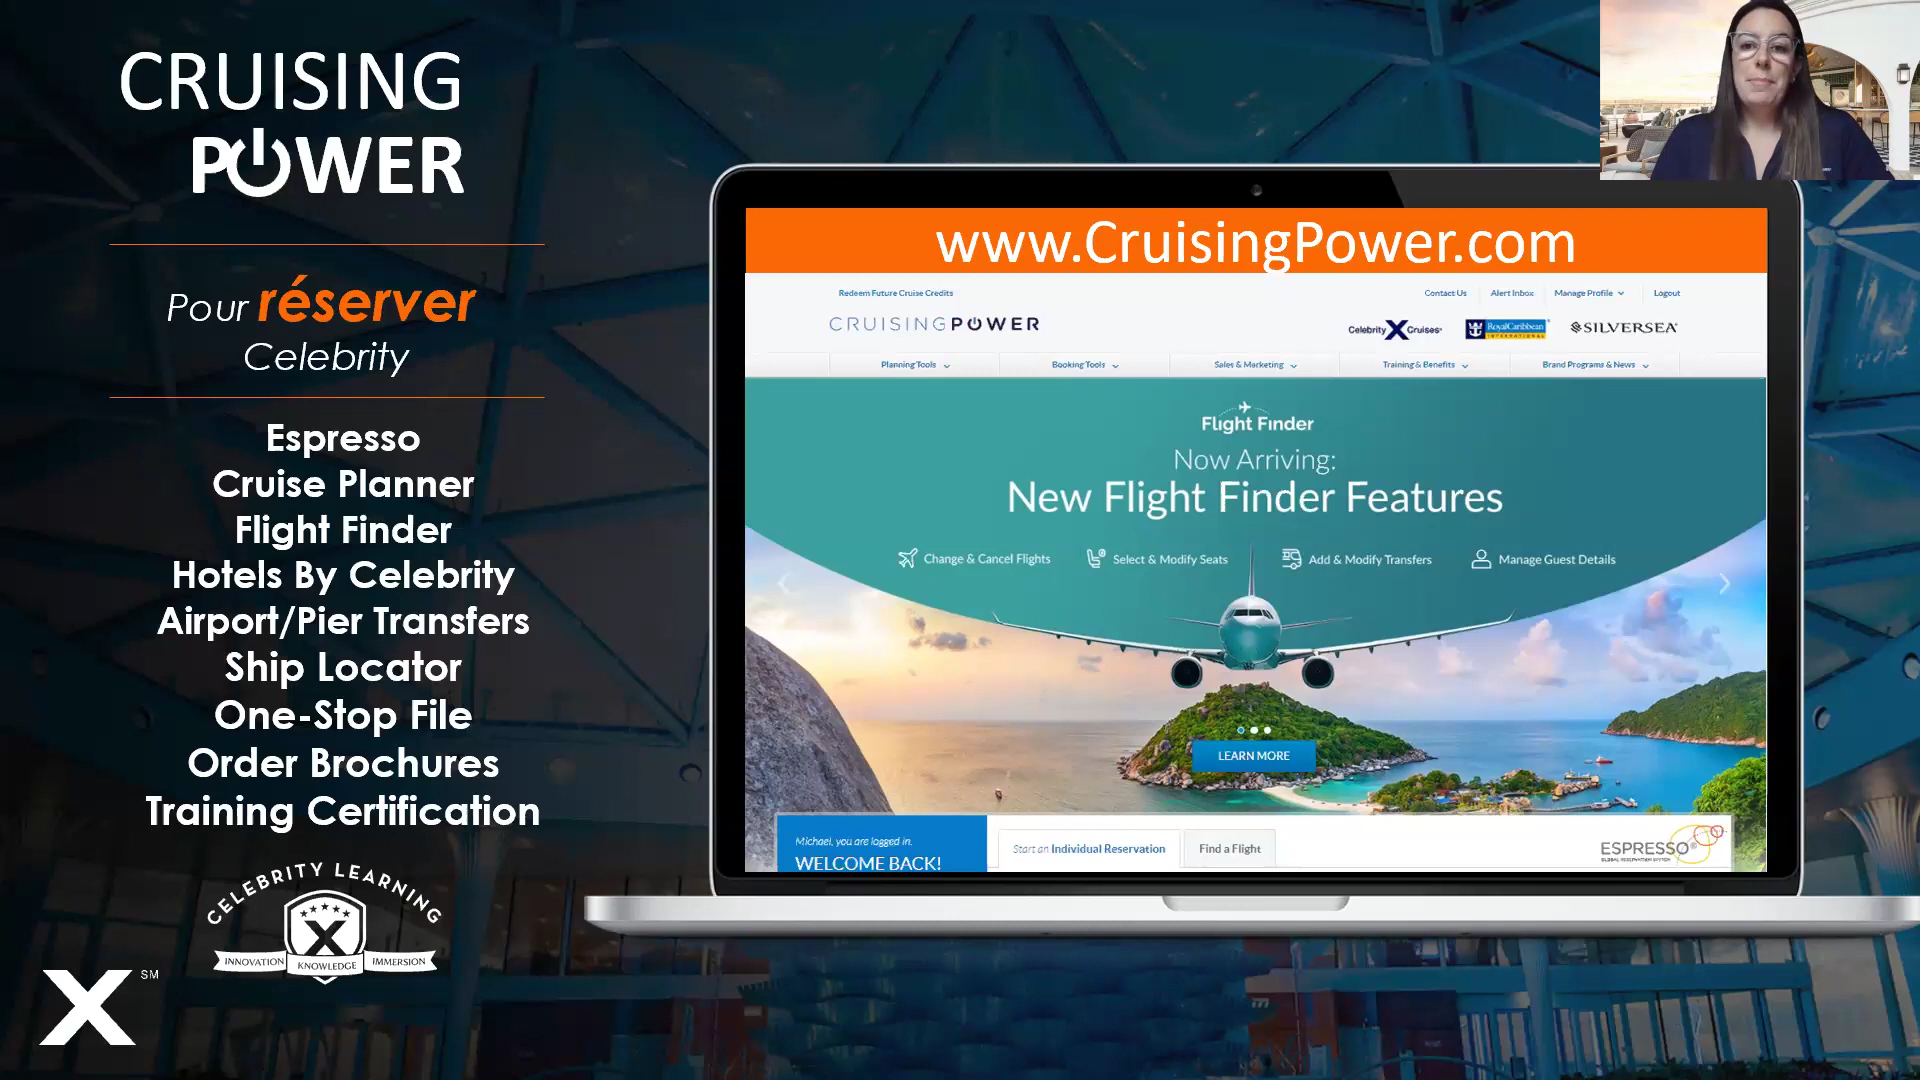 CRUISING
POWER
Pour réserver
Celebrity
Espresso
Cruise Planner
Flight Finder
Hotels By Celebrity
Airport/Pier Transfers
Ship Locator
One-Stop File
Order Brochures
Training Certification
CELEBRITY LEARNING
X
INNOVATION KNOWLEDGE IMMERSION
X SM
www.CruisingPower.com
Redeem Future Cruise Credits
Contact Us Alert Inbox Manage Profile Logout
CRUISINGPOWER
Celebrity X Cruises
RoyalCaribbean
INTERNATIONAL
SILVERSEA
Planning Tools Booking Tools Sales & Marketing Training & Benefits Brand Programs & News
Flight Finder
Now Arriving:
New Flight Finder Features
Change & Cancel Flights Select & Modify Seats Add & Modify Transfers Manage Guest Details
LEARN MORE
Michael, you are logged in.
WELCOME BACK!
Start an Individual Reservation Find a Flight
ESPRESSO
GLOBAL RESERVATION SYSTEM